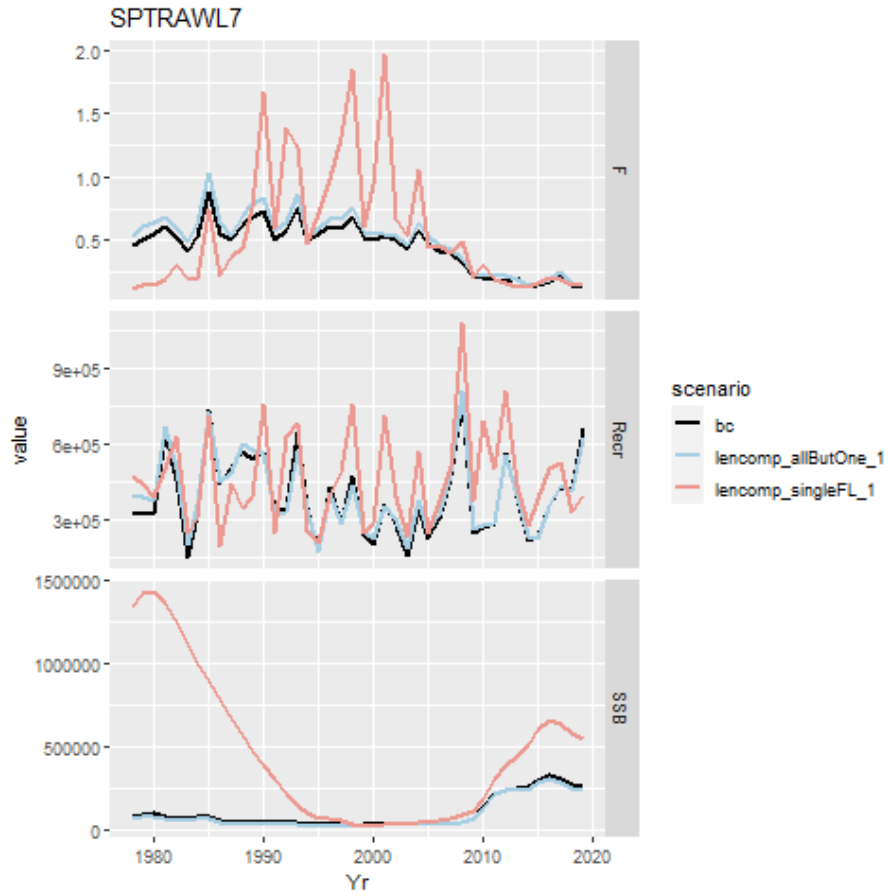 SPTRAWL7
2.0
1.5
1.0
0.5
F
9e+05
6e+05
3e+05
Recr
value
1500000
1000000
500000
0
SSB
1980
1990
2000
2010
2020
Yr
scenario
bc
lencomp_allButOne_1
lencomp_singleFL_1